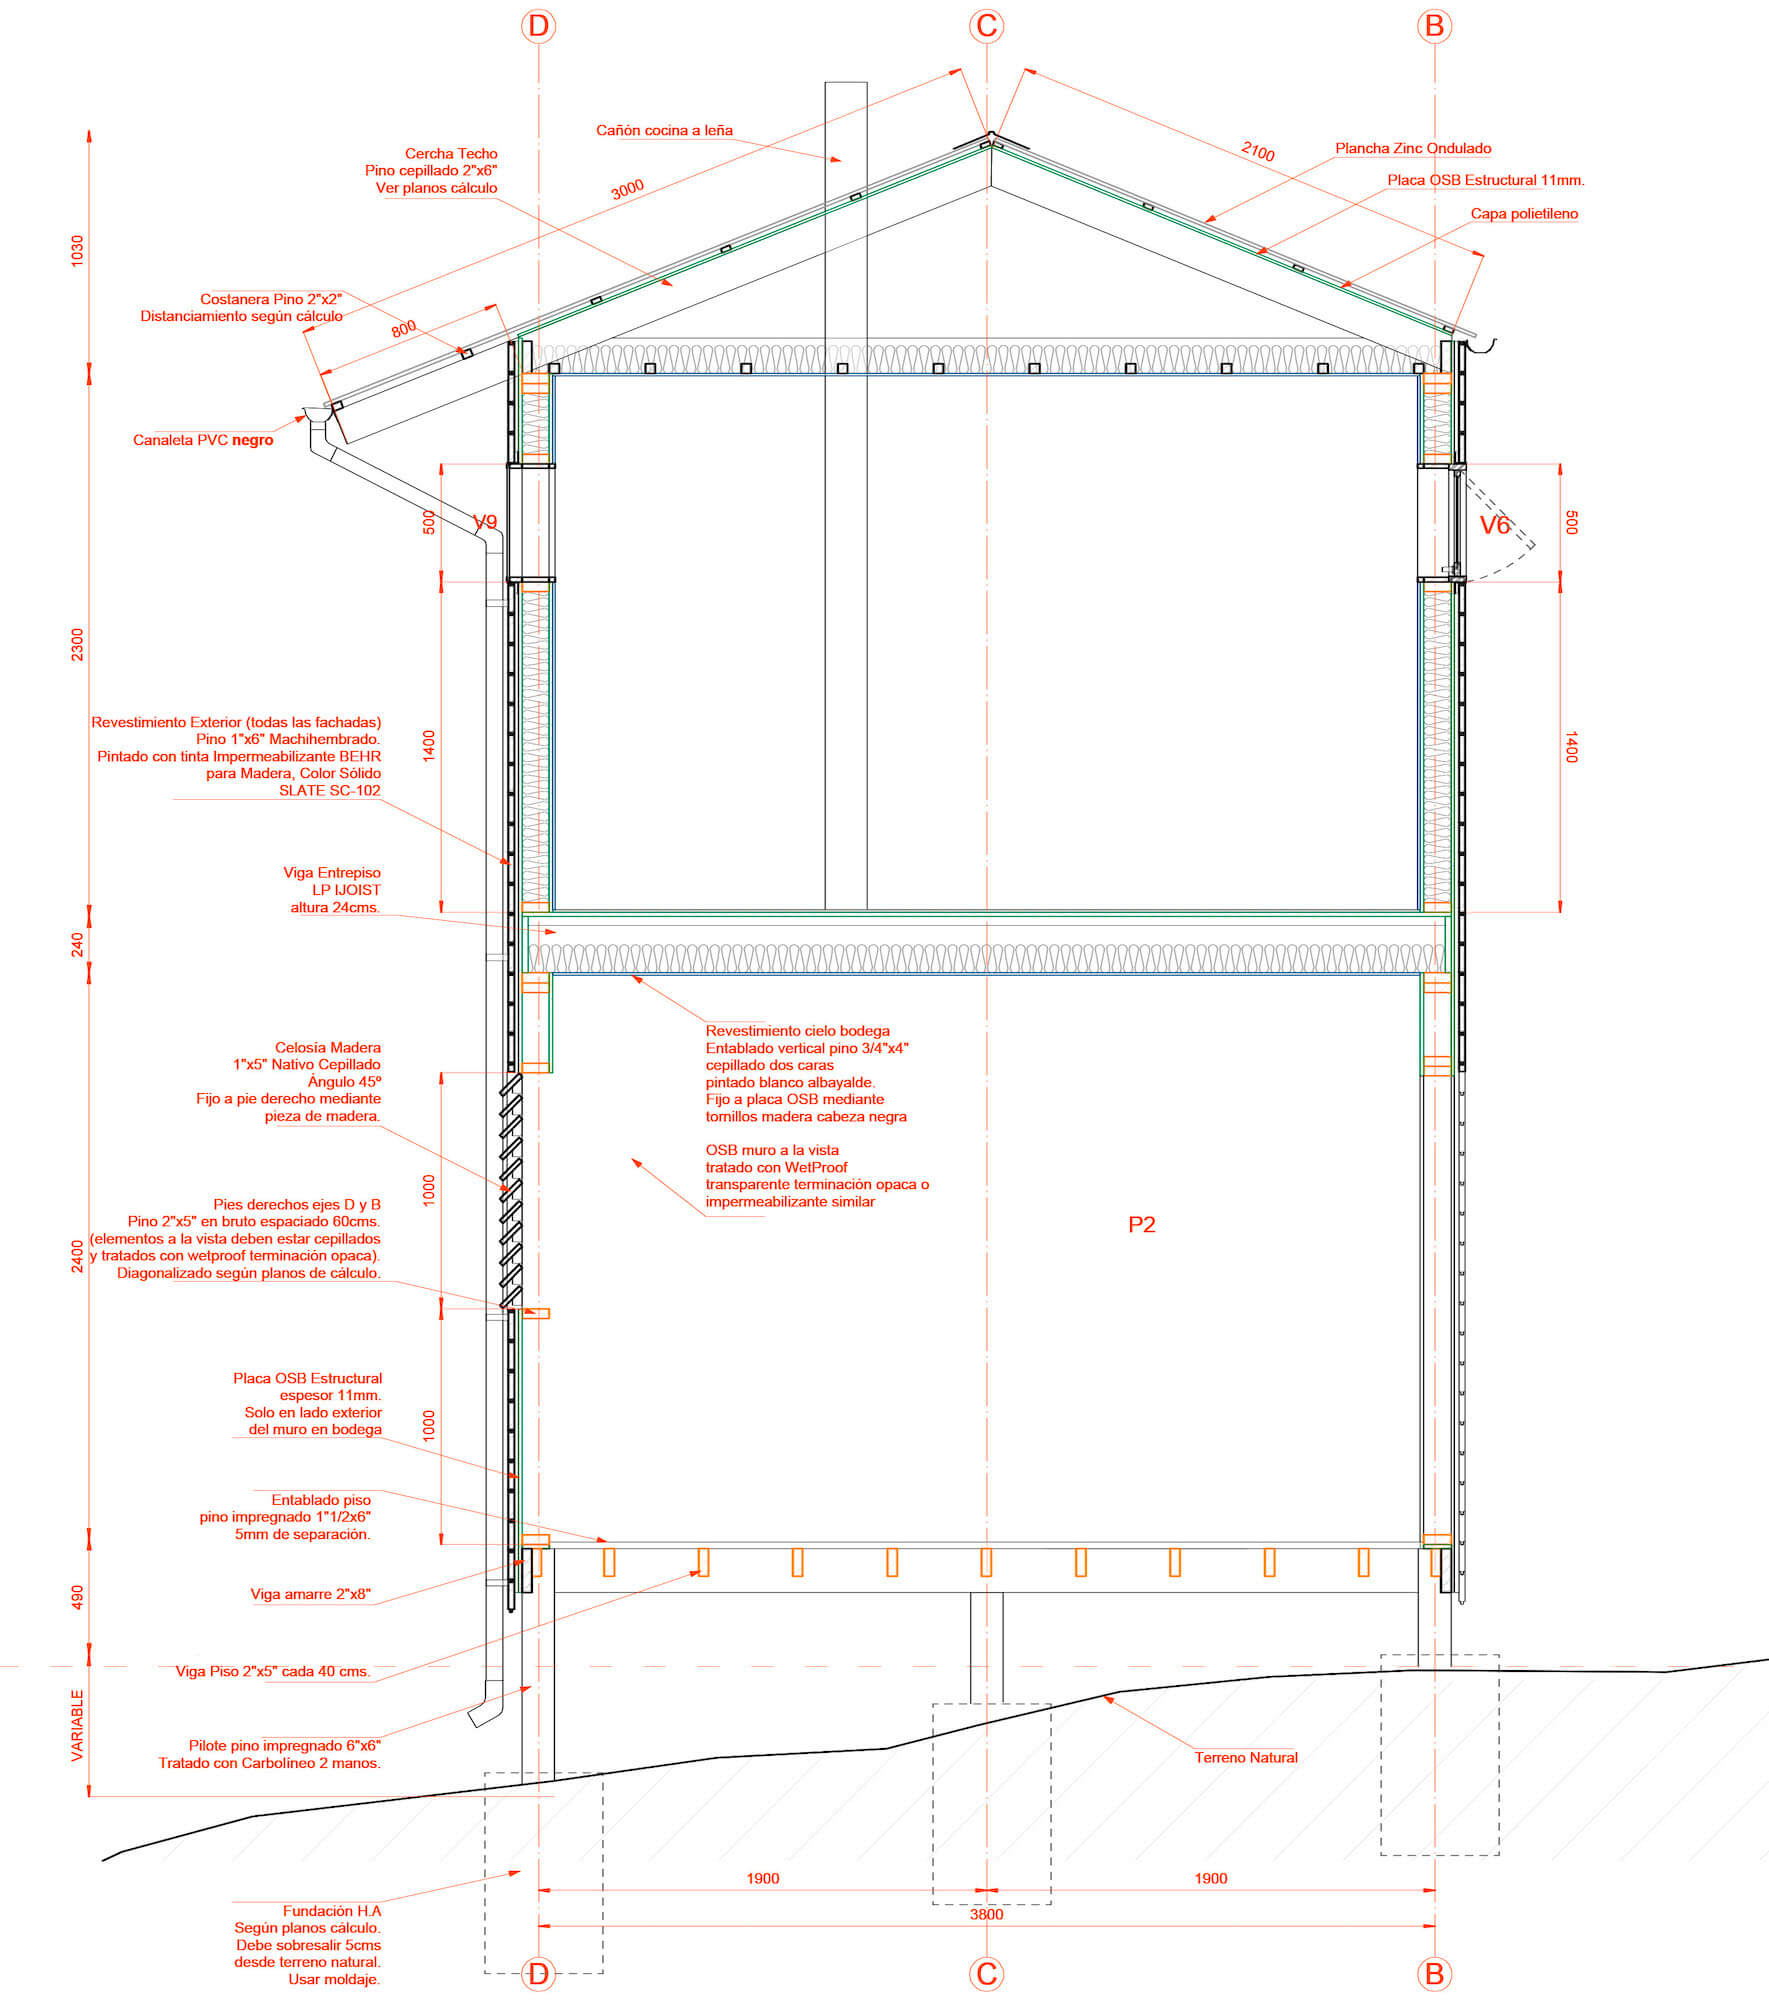 D
C
B
Cañón cocina a leña
Cercha Techo
Pino cepillado 2"x6"
Ver planos cálculo
3000
2100
Plancha Zinc Ondulado
Placa OSB Estructural 11mm.
Capa polietileno
1030
Costanera Pino 2"x2"
Distanciamiento según cálculo
800
Canaleta PVC negro
500
V9
V6
500
2300
1400
1400
Revestimiento Exterior (todas las fachadas)
Pino 1"x6" Machihembrado.
Pintado con tinta Impermeabilizante BEHR
para Madera, Color Sólido
SLATE SC-102
Viga Entrepiso
LP IJOIST
altura 24cms.
240
Revestimiento cielo bodega
Entablado vertical pino 3/4"x4"
cepillado dos caras
pintado blanco albayalde.
Fijo a placa OSB mediante
tornillos madera cabeza negra
Celosía Madera
1"x5" Nativo Cepillado
Ángulo 45º
Fijo a pie derecho mediante
pieza de madera.
OSB muro a la vista
tratado con WetProof
transparente terminación opaca o
impermeabilizante similar
1000
P2
Pies derechos ejes D y B
Pino 2"x5" en bruto espaciado 60cms.
(elementos a la vista deben estar cepillados
y tratados con wetproof terminación opaca).
Diagonalizado según planos de cálculo.
2400
Placa OSB Estructural
espesor 11mm.
Solo en lado exterior
del muro en bodega
1000
Entablado piso
pino impregnado 1"1/2x6"
5mm de separación.
Viga amarre 2"x8"
490
Viga Piso 2"x5" cada 40 cms.
VARIABLE
Pilote pino impregnado 6"x6"
Tratado con Carbolíneo 2 manos.
Terreno Natural
1900
1900
3800
Fundación H.A
Según planos cálculo.
Debe sobresalir 5cms
desde terreno natural.
Usar moldaje.
D
C
B